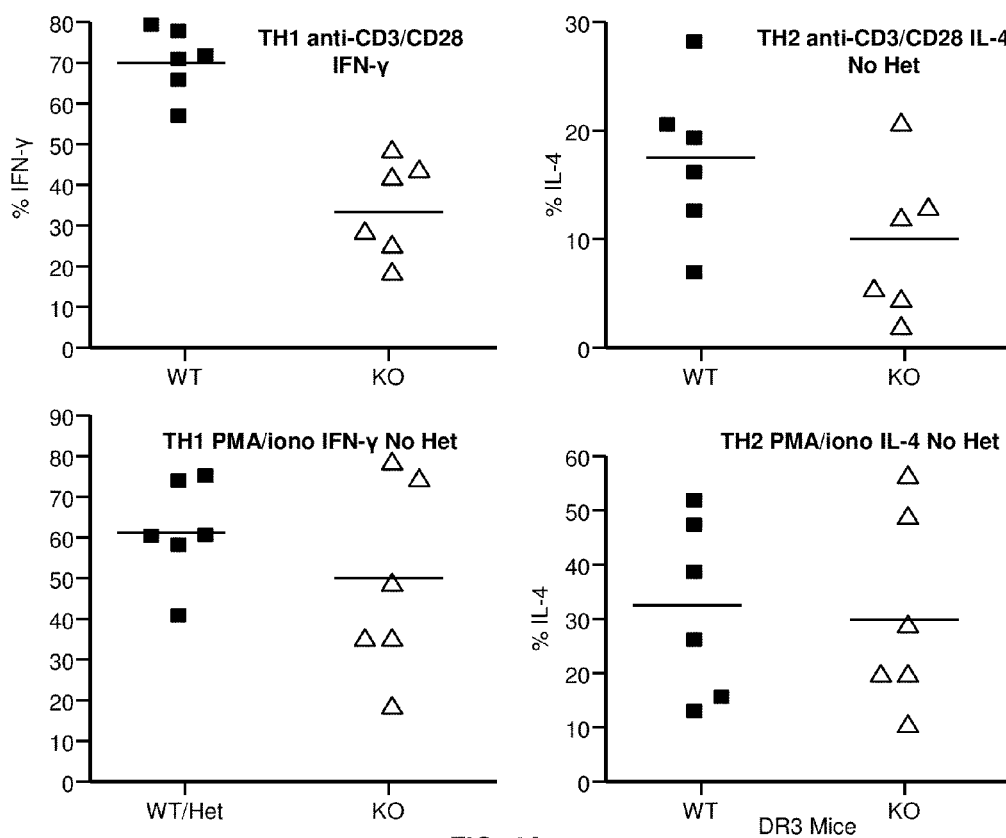 TH1 anti-CD3/CD28
IFN-γ
% IFN-γ
80
70
60
50
40
30
20
10
0
WT
KO
TH2 anti-CD3/CD28 IL-4
No Het
% IL-4
30
20
10
0
WT
KO
TH1 PMA/iono IFN-γ No Het
90
80
70
60
50
40
30
20
10
0
WT/Het
KO
TH2 PMA/iono IL-4 No Het
% IL-4
60
50
40
30
20
10
0
WT
KO
DR3 Mice